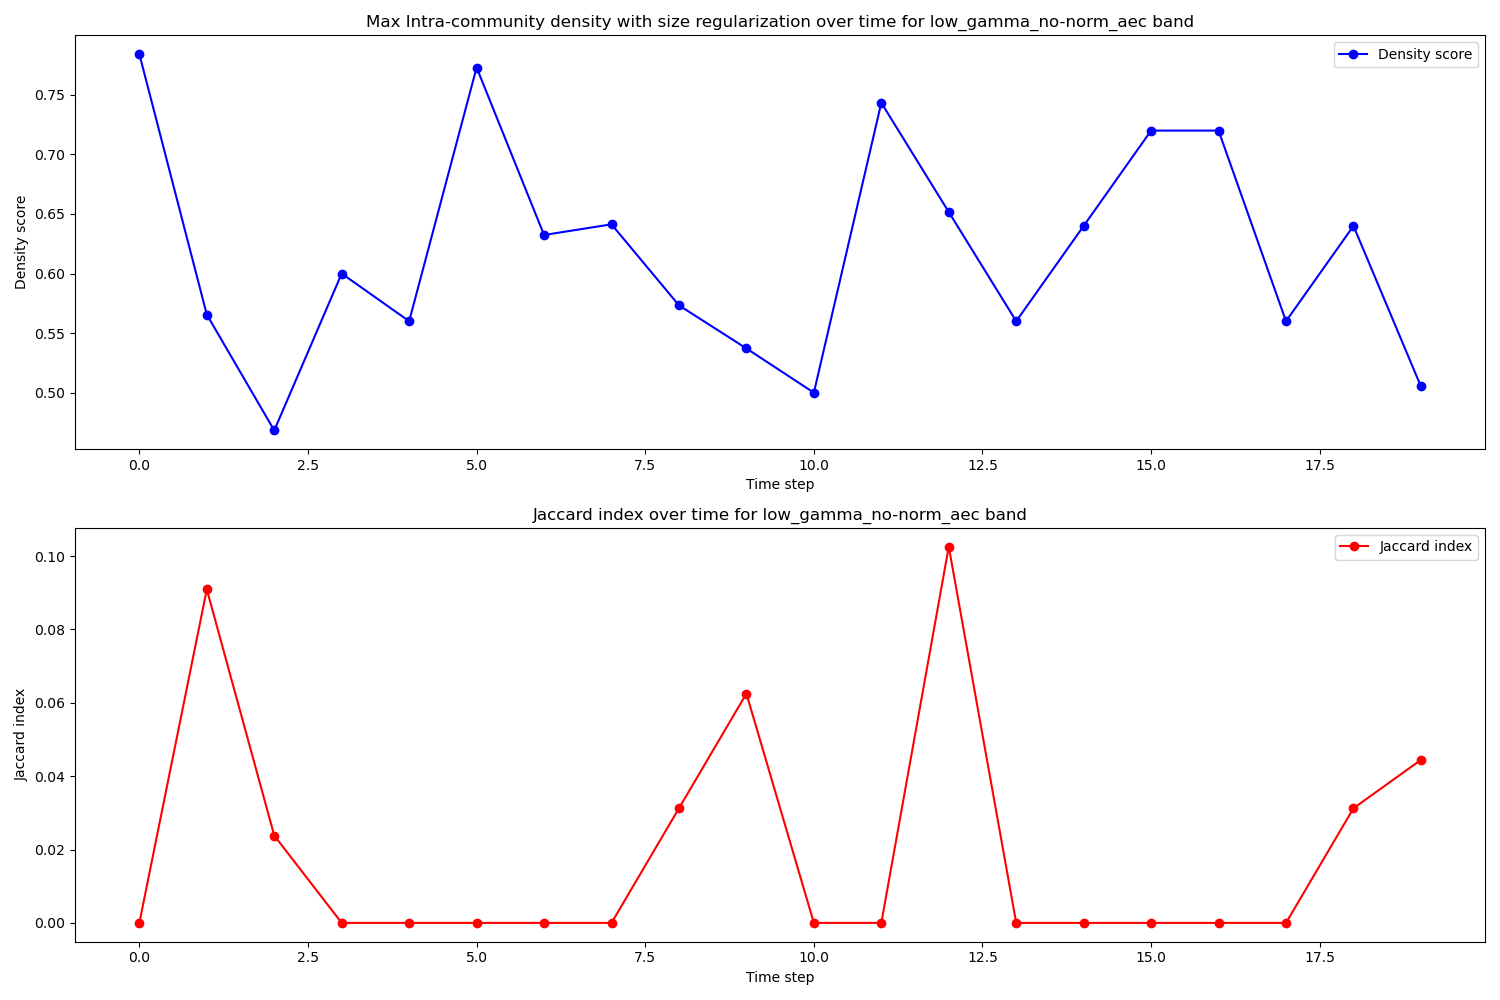 Max Intra-community density with size regularization over time for low_gamma_no-norm_aec band
Density score
0.75
0.70
0.65
0.60
0.55
0.50
Density score
0.0 2.5 5.0 7.5 10.0 12.5 15.0 17.5
Time step
Jaccard index over time for low_gamma_no-norm_aec band
Jaccard index
0.10
0.08
0.06
0.04
0.02
0.00
Jaccard index
0.0 2.5 5.0 7.5 10.0 12.5 15.0 17.5
Time step